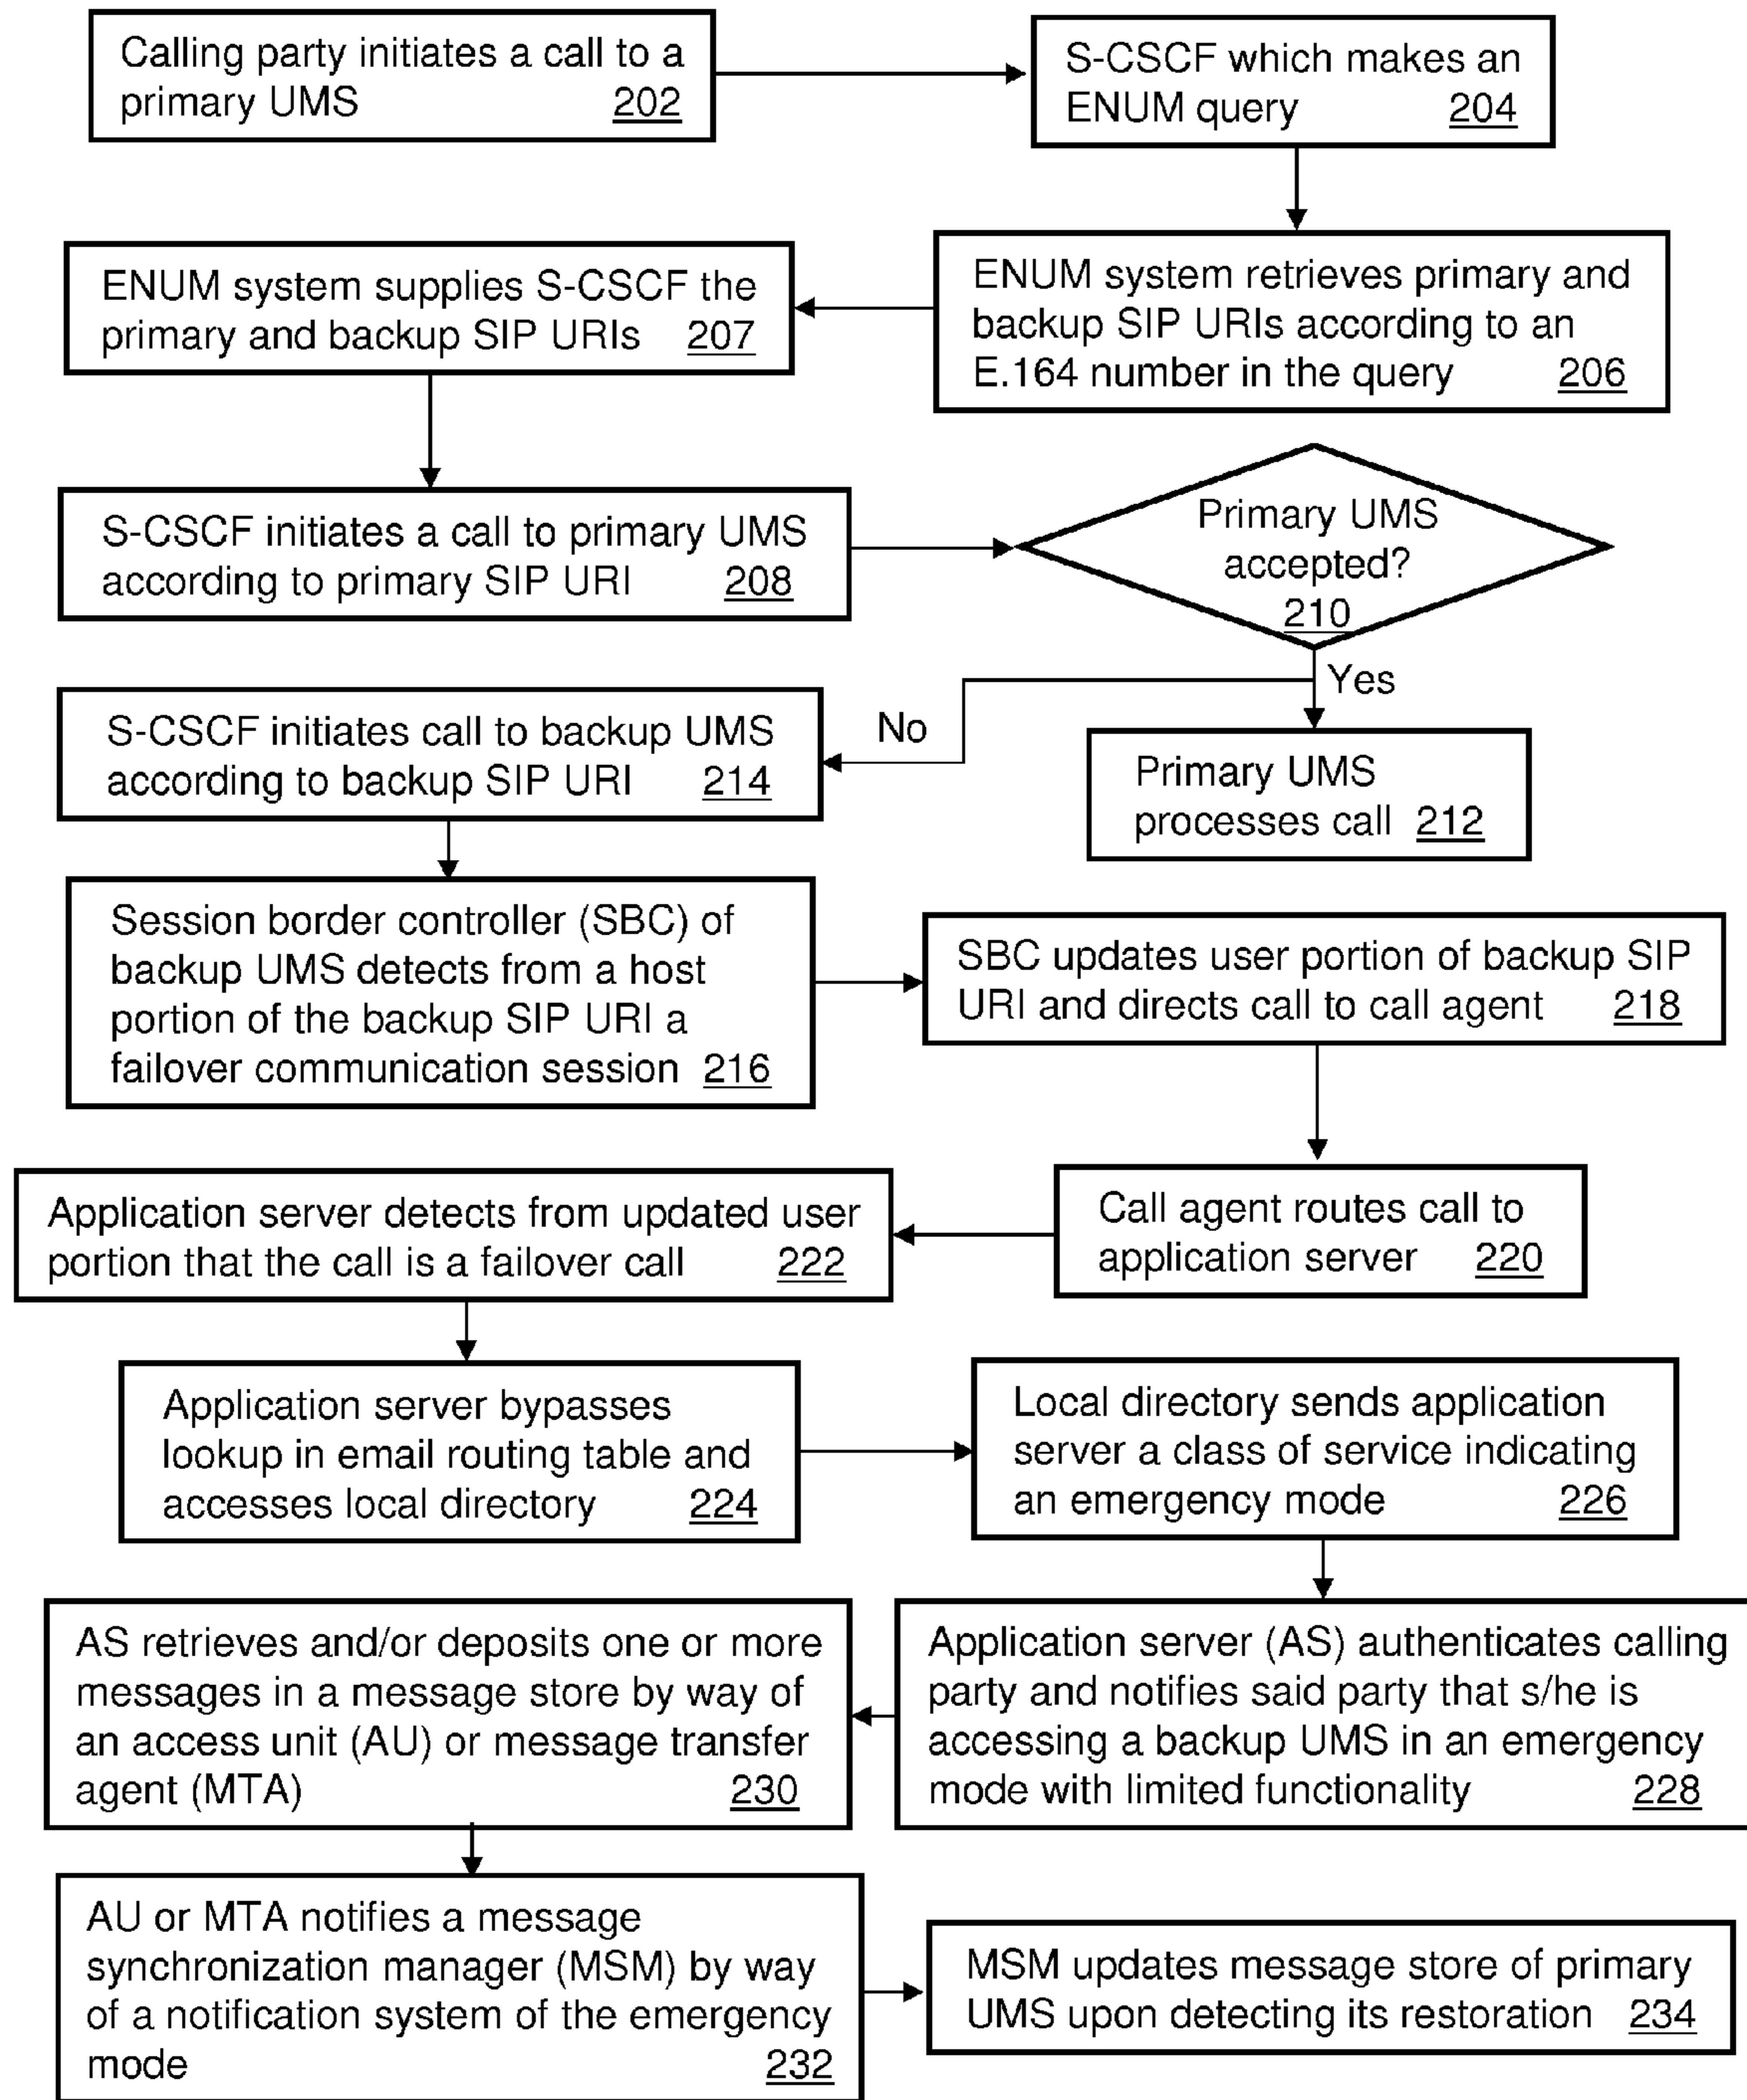 Calling party initiates a call to a
primary UMS 202
S-CSCF which makes an
ENUM query 204
ENUM system supplies S-CSCF the
primary and backup SIP URIs 207
ENUM system retrieves primary and
backup SIP URIs according to an
E.164 number in the query 206
S-CSCF initiates a call to primary UMS
according to primary SIP URI 208
Primary UMS
accepted?
210
Yes
No
S-CSCF initiates call to backup UMS
according to backup SIP URI 214
Primary UMS
processes call 212
Session border controller (SBC) of
backup UMS detects from a host
portion of the backup SIP URI a
failover communication session 216
SBC updates user portion of backup SIP
URI and directs call to call agent 218
Application server detects from updated user
portion that the call is a failover call 222
Call agent routes call to
application server 220
Application server bypasses
lookup in email routing table and
accesses local directory 224
Local directory sends application
server a class of service indicating
an emergency mode 226
AS retrieves and/or deposits one or more
messages in a message store by way of
an access unit (AU) or message transfer
agent (MTA) 230
Application server (AS) authenticates calling
party and notifies said party that s/he is
accessing a backup UMS in an emergency
mode with limited functionality 228
AU or MTA notifies a message
synchronization manager (MSM) by way
of a notification system of the emergency
mode 232
MSM updates message store of primary
UMS upon detecting its restoration 234